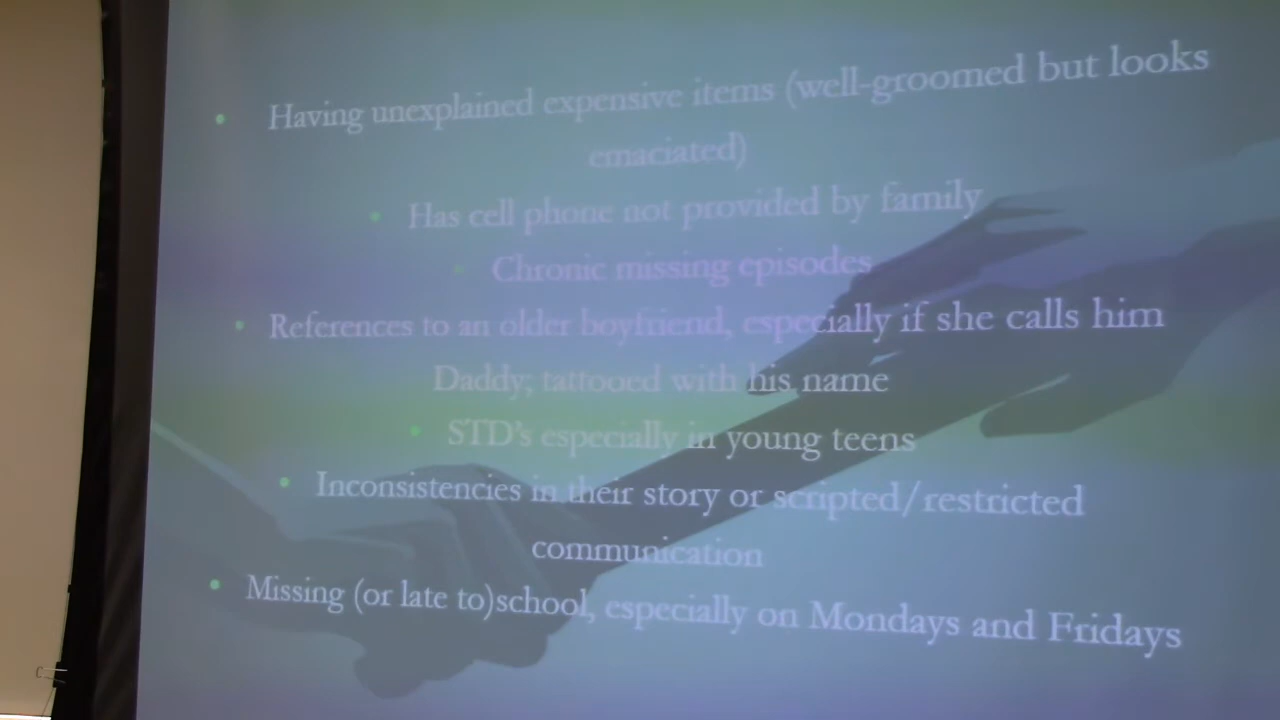 • Having unexplained expensive items (well-groomed but looks
emaciated)
• Has cell phone not provided by family
• Chronic missing episodes
• References to an older boyfriend, especially if she calls him
Daddy; tattooed with his name
• STD's especially in young teens
• Inconsistencies in their story or scripted/restricted
communication
• Missing (or late to)school, especially on Mondays and Fridays